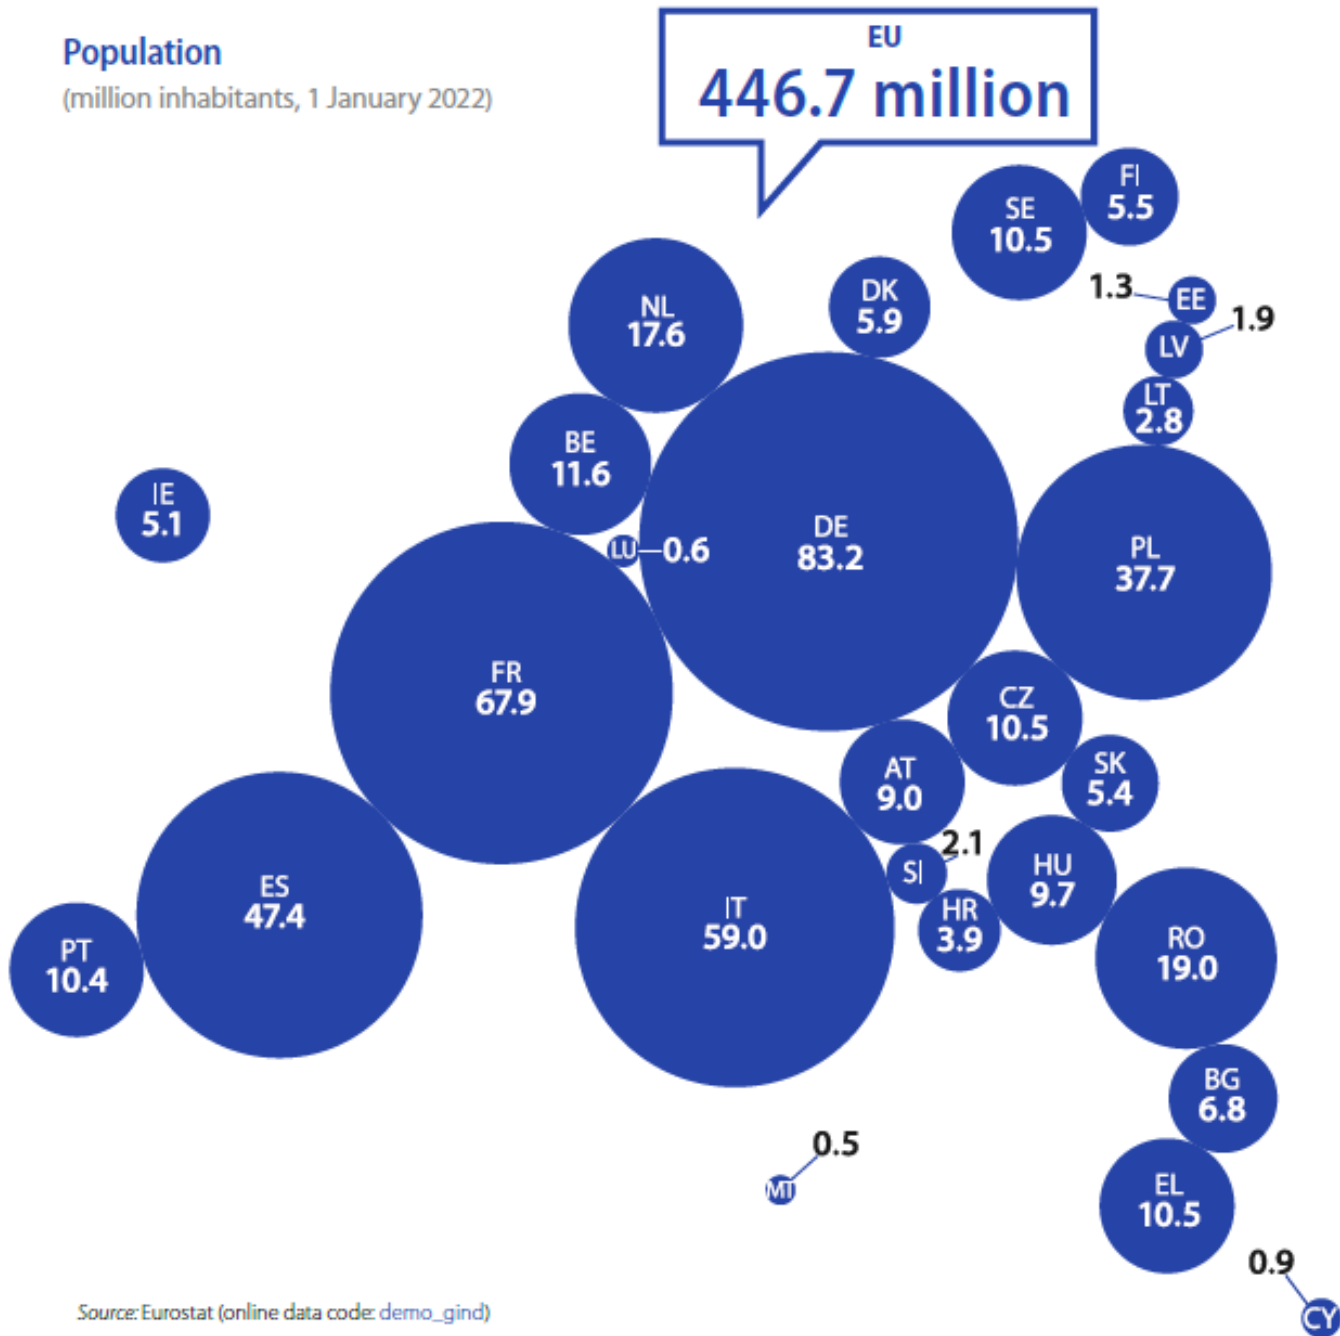 Population
(million inhabitants, 1 January 2022)
EU
446.7 million
FI
5.5
SE
10.5
1.3
EE
1.9
LV
LT
2.8
NL
17.6
DK
5.9
BE
11.6
IE
5.1
LU
0.6
DE
83.2
PL
37.7
FR
67.9
CZ
10.5
AT
9.0
SK
5.4
2.1
SI
HU
9.7
ES
47.4
IT
59.0
HR
3.9
RO
19.0
PT
10.4
BG
6.8
0.5
MT
EL
10.5
0.9
CY
Source: Eurostat (online data code: demo_gind)